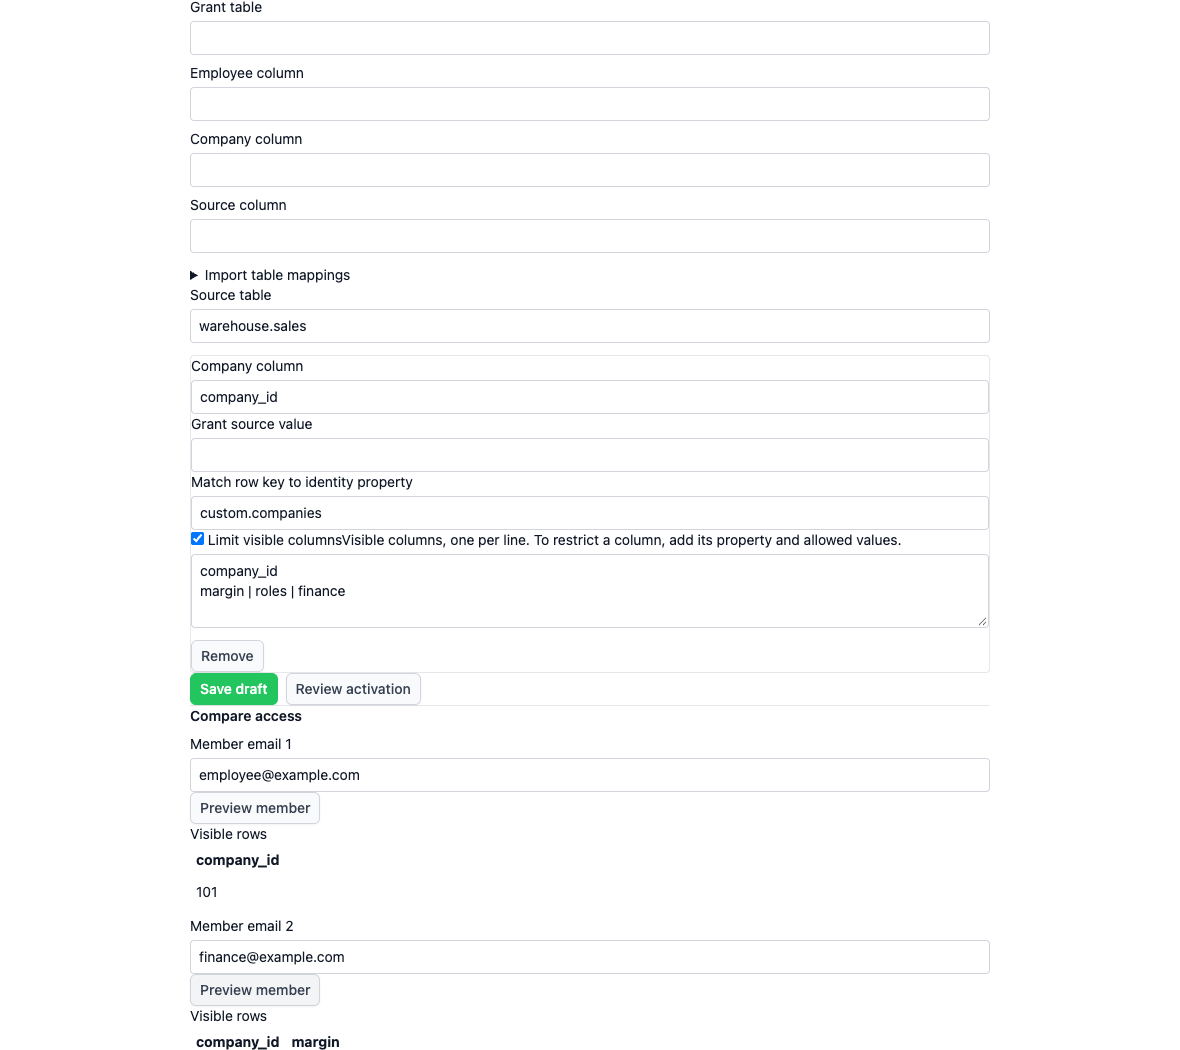 Grant table
Employee column
Company column
Source column
Import table mappings
Source table
warehouse.sales
Company column
company_id
Grant source value
Match row key to identity property
custom.companies
Limit visible columnsVisible columns, one per line. To restrict a column, add its property and allowed values.
company_id
margin | roles | finance
Remove
Save draft Review activation
Compare access
Member email 1
employee@example.com
Preview member
Visible rows
company_id
101
Member email 2
finance@example.com
Preview member
Visible rows
company_id margin